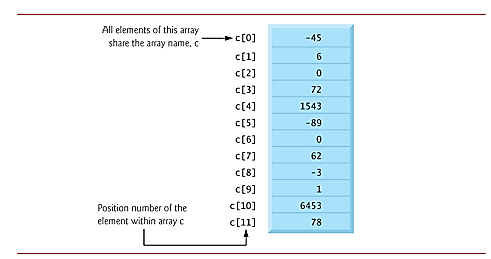 All elements of this array
share the array name, c
c[0] -45
c[1] 6
c[2] 0
c[3] 72
c[4] 1543
c[5] -89
c[6] 0
c[7] 62
c[8] -3
c[9] 1
c[10] 6453
c[11] 78
Position number of the
element within array c